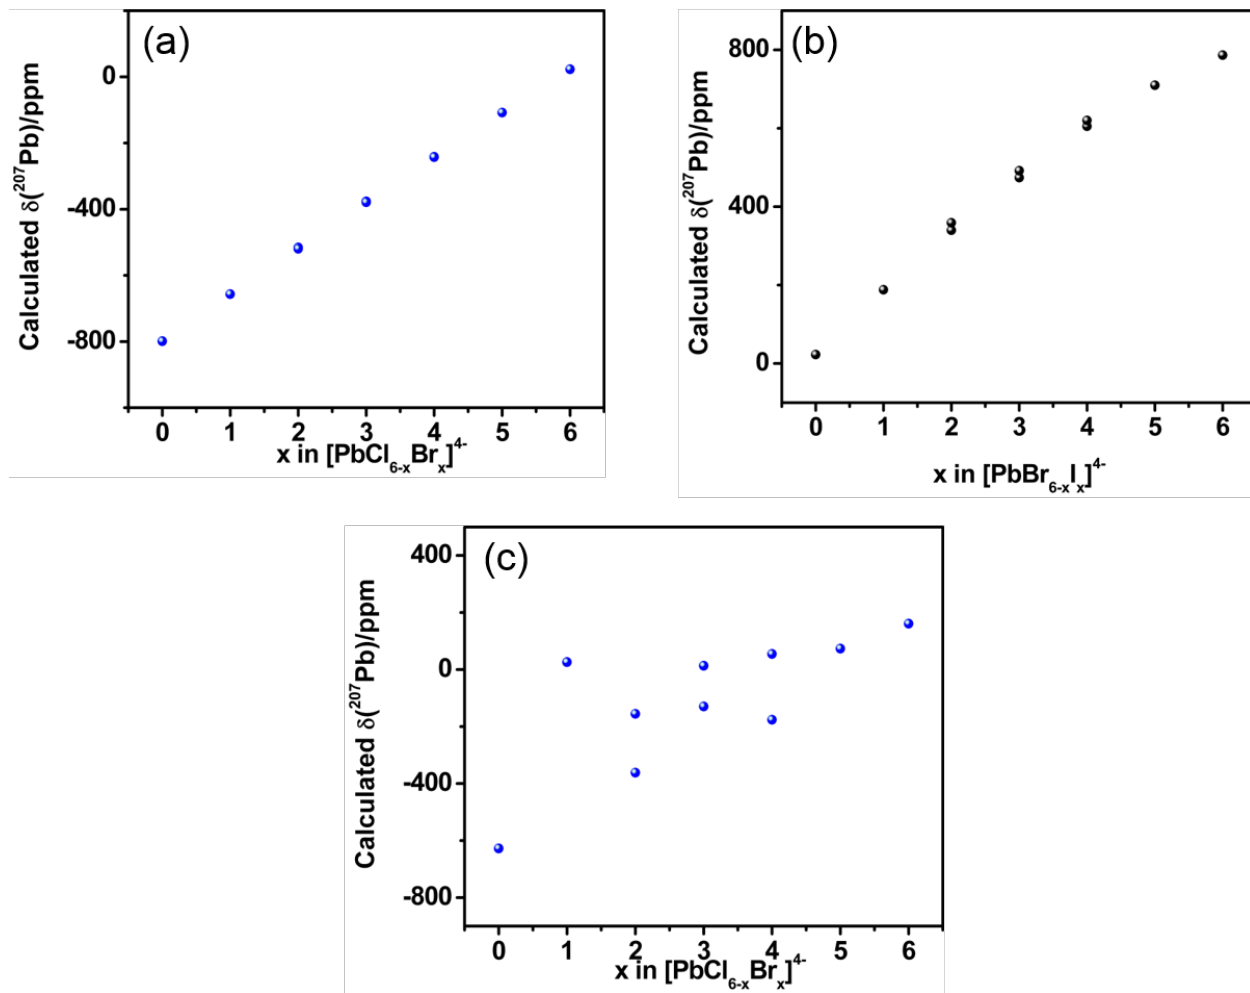 (a)
0
-400
-800
Calculated δ(²⁰⁷Pb)/ppm
0 1 2 3 4 5 6
x in [PbCl₆₋ₓBrₓ]⁴⁻
(b)
800
400
0
Calculated δ(²⁰⁷Pb)/ppm
0 1 2 3 4 5 6
x in [PbBr₆₋ₓIₓ]⁴⁻
(c)
400
0
-400
-800
Calculated δ(²⁰⁷Pb)/ppm
0 1 2 3 4 5 6
x in [PbCl₆₋ₓBrₓ]⁴⁻